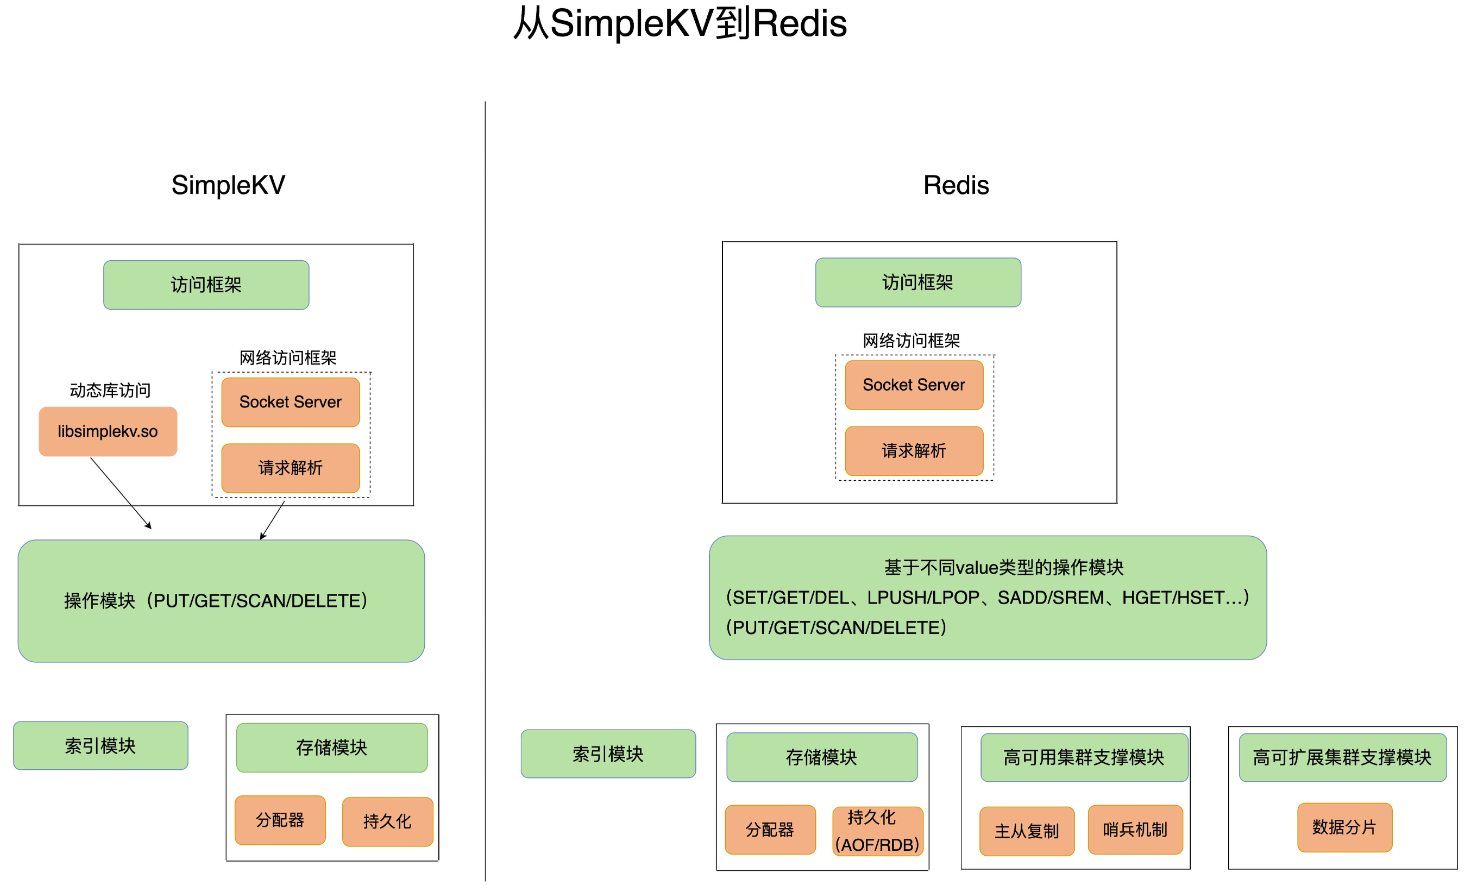 从SimpleKV到Redis
SimpleKV
访问框架
网络访问框架
动态库访问
Socket Server
libsimplekv.so
请求解析
操作模块（PUT/GET/SCAN/DELETE）
索引模块
存储模块
分配器
持久化
Redis
访问框架
网络访问框架
Socket Server
请求解析
基于不同value类型的操作模块
（SET/GET/DEL、LPUSH/LPOP、SADD/SREM、HGET/HSET...）
（PUT/GET/SCAN/DELETE）
索引模块
存储模块
分配器
持久化
（AOF/RDB）
高可用集群支撑模块
主从复制
哨兵机制
高可扩展集群支撑模块
数据分片